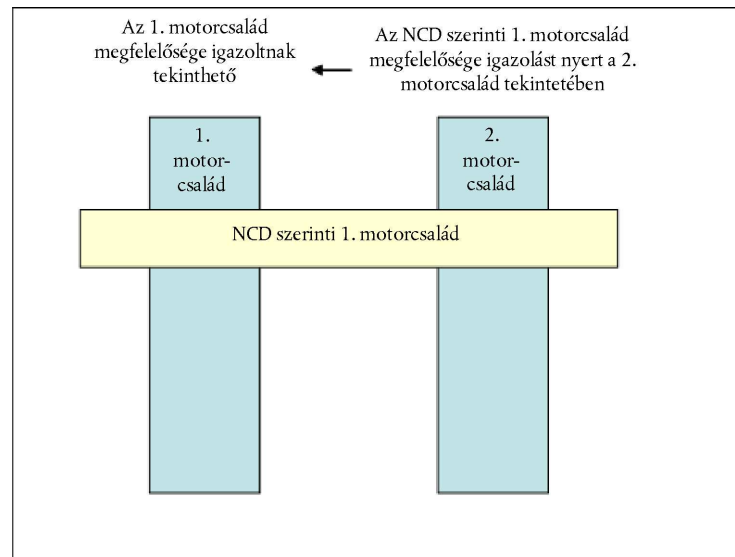 Az 1. motorcsalád
megfelelősége igazoltnak
tekinthető
Az NCD szerinti 1. motorcsalád
megfelelősége igazolást nyert a 2.
motorcsalád tekintetében
1.
motor-
család
2.
motor-
család
NCD szerinti 1. motorcsalád